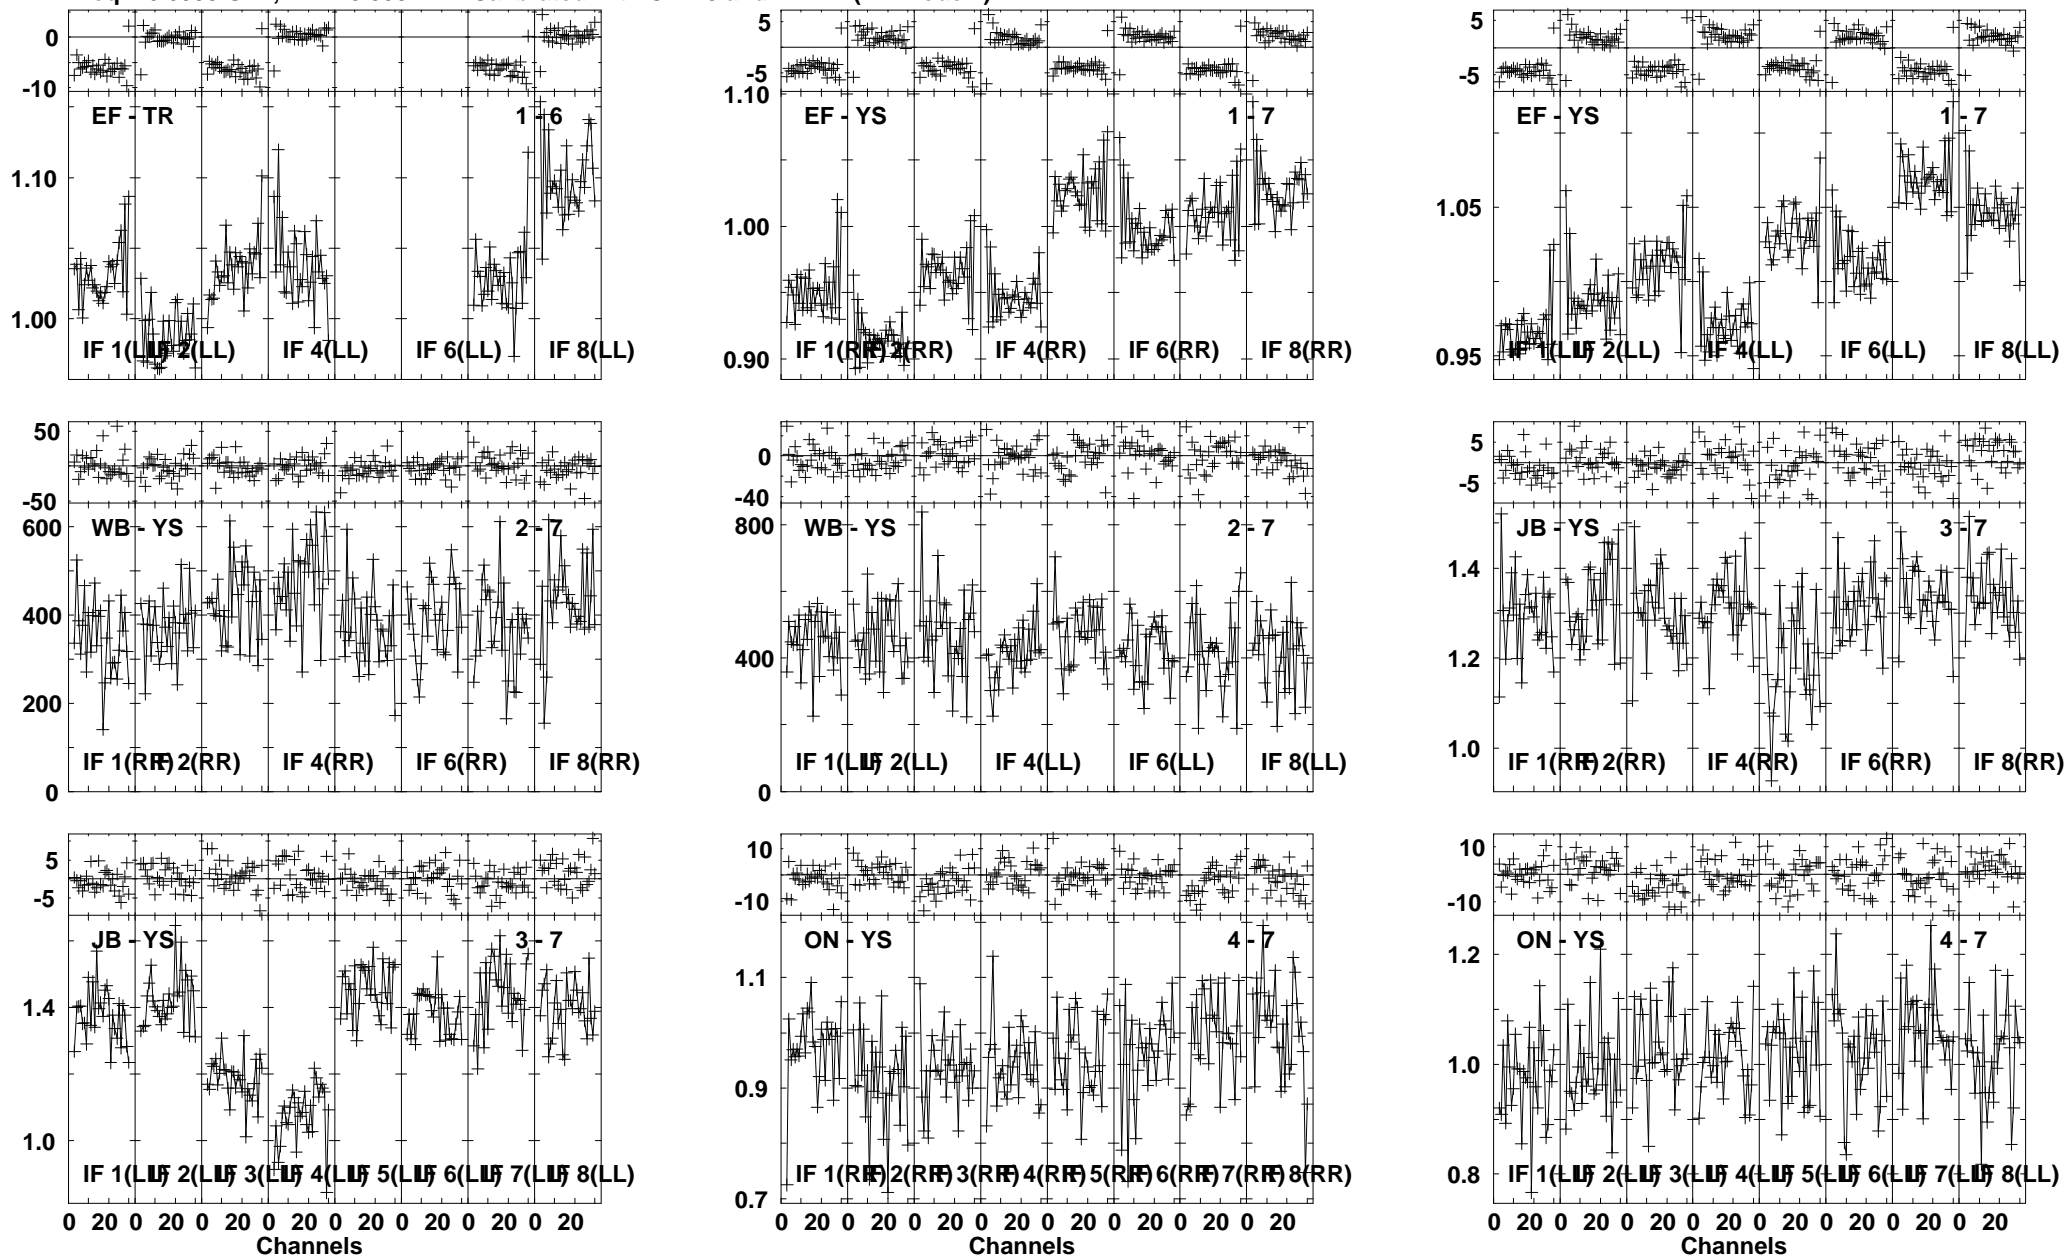 0
-10
EF - TR
1 - 6
1.10
1.00
IF 1(LL) IF 2(LL) IF 4(LL) IF 6(LL) IF 8(LL)
5
-5
1.10
EF - YS
1 - 7
1.00
0.90
IF 1(RR) IF 2(RR) IF 4(RR) IF 6(RR) IF 8(RR)
5
-5
EF - YS
1 - 7
1.05
0.95
IF 1(LL) IF 2(LL) IF 4(LL) IF 6(LL) IF 8(LL)
50
-50
600
WB - YS
2 - 7
400
200
0
IF 1(RR) IF 2(RR) IF 4(RR) IF 6(RR) IF 8(RR)
0
-40
800
WB - YS
2 - 7
400
0
IF 1(LL) IF 2(LL) IF 4(LL) IF 6(LL) IF 8(LL)
5
-5
JB - YS
3 - 7
1.4
1.2
1.0
IF 1(RR) IF 2(RR) IF 4(RR) IF 6(RR) IF 8(RR)
5
-5
JB - YS
3 - 7
1.4
1.0
IF 1(LL) IF 2(LL) IF 3(LL) IF 4(LL) IF 5(LL) IF 6(LL) IF 7(LL) IF 8(LL)
0 20 0 20 0 20 0 20 0 20 0 20 0 20 0 20
Channels
10
-10
ON - YS
4 - 7
1.1
0.9
0.7
IF 1(RR) IF 2(RR) IF 3(RR) IF 4(RR) IF 5(RR) IF 6(RR) IF 7(RR) IF 8(RR)
0 20 0 20 0 20 0 20 0 20 0 20 0 20 0 20
Channels
10
-10
ON - YS
4 - 7
1.2
1.0
0.8
IF 1(LL) IF 2(LL) IF 3(LL) IF 4(LL) IF 5(LL) IF 6(LL) IF 7(LL) IF 8(LL)
0 20 0 20 0 20 0 20 0 20 0 20 0 20 0 20
Channels